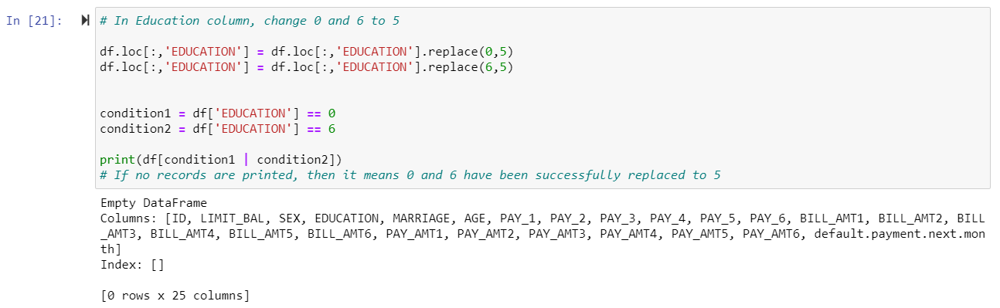 In [21]:
# In Education column, change 0 and 6 to 5
df.loc[:,'EDUCATION'] = df.loc[:,'EDUCATION'].replace(0,5)
df.loc[:,'EDUCATION'] = df.loc[:,'EDUCATION'].replace(6,5)
condition1 = df['EDUCATION'] == 0
condition2 = df['EDUCATION'] == 6
print(df[condition1 | condition2])
# If no records are printed, then it means 0 and 6 have been successfully replaced to 5
Empty DataFrame
Columns: [ID, LIMIT_BAL, SEX, EDUCATION, MARRIAGE, AGE, PAY_1, PAY_2, PAY_3, PAY_4, PAY_5, PAY_6, BILL_AMT1, BILL_AMT2, BILL
_AMT3, BILL_AMT4, BILL_AMT5, BILL_AMT6, PAY_AMT1, PAY_AMT2, PAY_AMT3, PAY_AMT4, PAY_AMT5, PAY_AMT6, default.payment.next.mon
th]
Index: []
[0 rows x 25 columns]